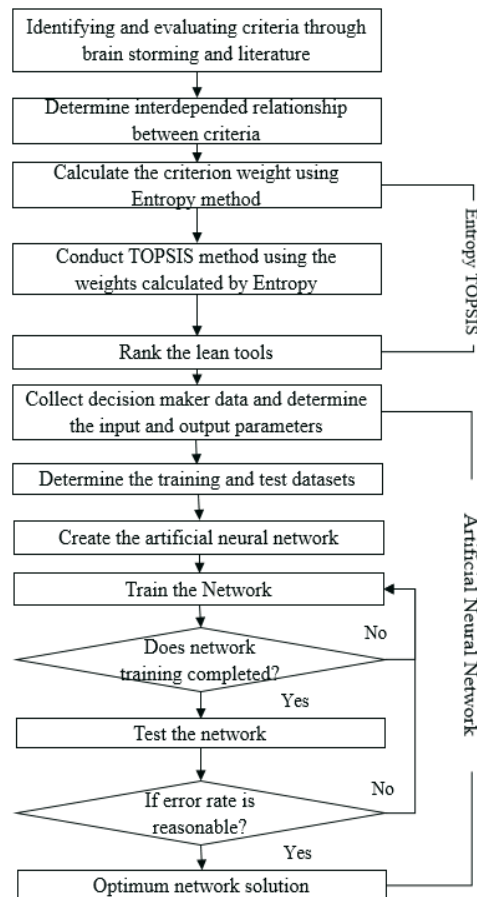 Identifying and evaluating criteria through
brain storming and literature
Determine interdepended relationship
between criteria
Calculate the criterion weight using
Entropy method
Conduct TOPSIS method using the
weights calculated by Entropy
Rank the lean tools
Entropy TOPSIS
Collect decision maker data and determine
the input and output parameters
Determine the training and test datasets
Create the artificial neural network
Train the Network
Does network
training completed?
No
Yes
Test the network
If error rate is
reasonable?
No
Yes
Optimum network solution
Artificial Neural Network